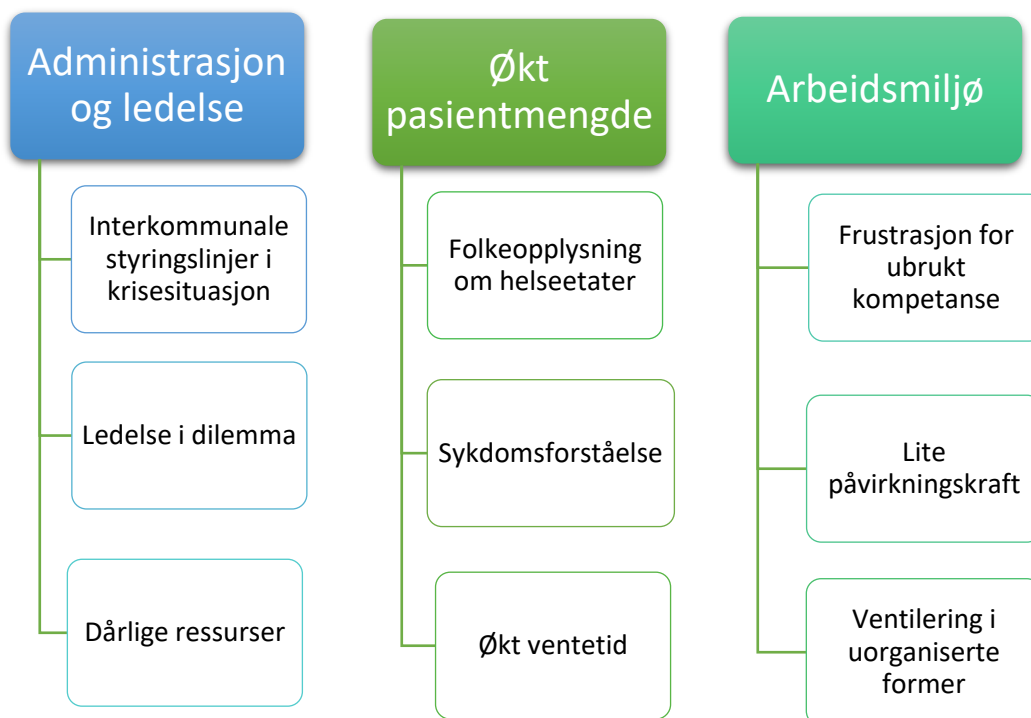 Administrasjon
og ledelse
Interkommunale
styringslinjer i
krisesituasjon
Ledelse i dilemma
Dårlige ressurser
Økt
pasientmengde
Folkeopplysning
om helseetater
Sykdomsforståelse
Økt ventetid
Arbeidsmiljø
Frustrasjon for
ubrukt
kompetanse
Lite
påvirkningskraft
Ventilering i
uorganiserte
former